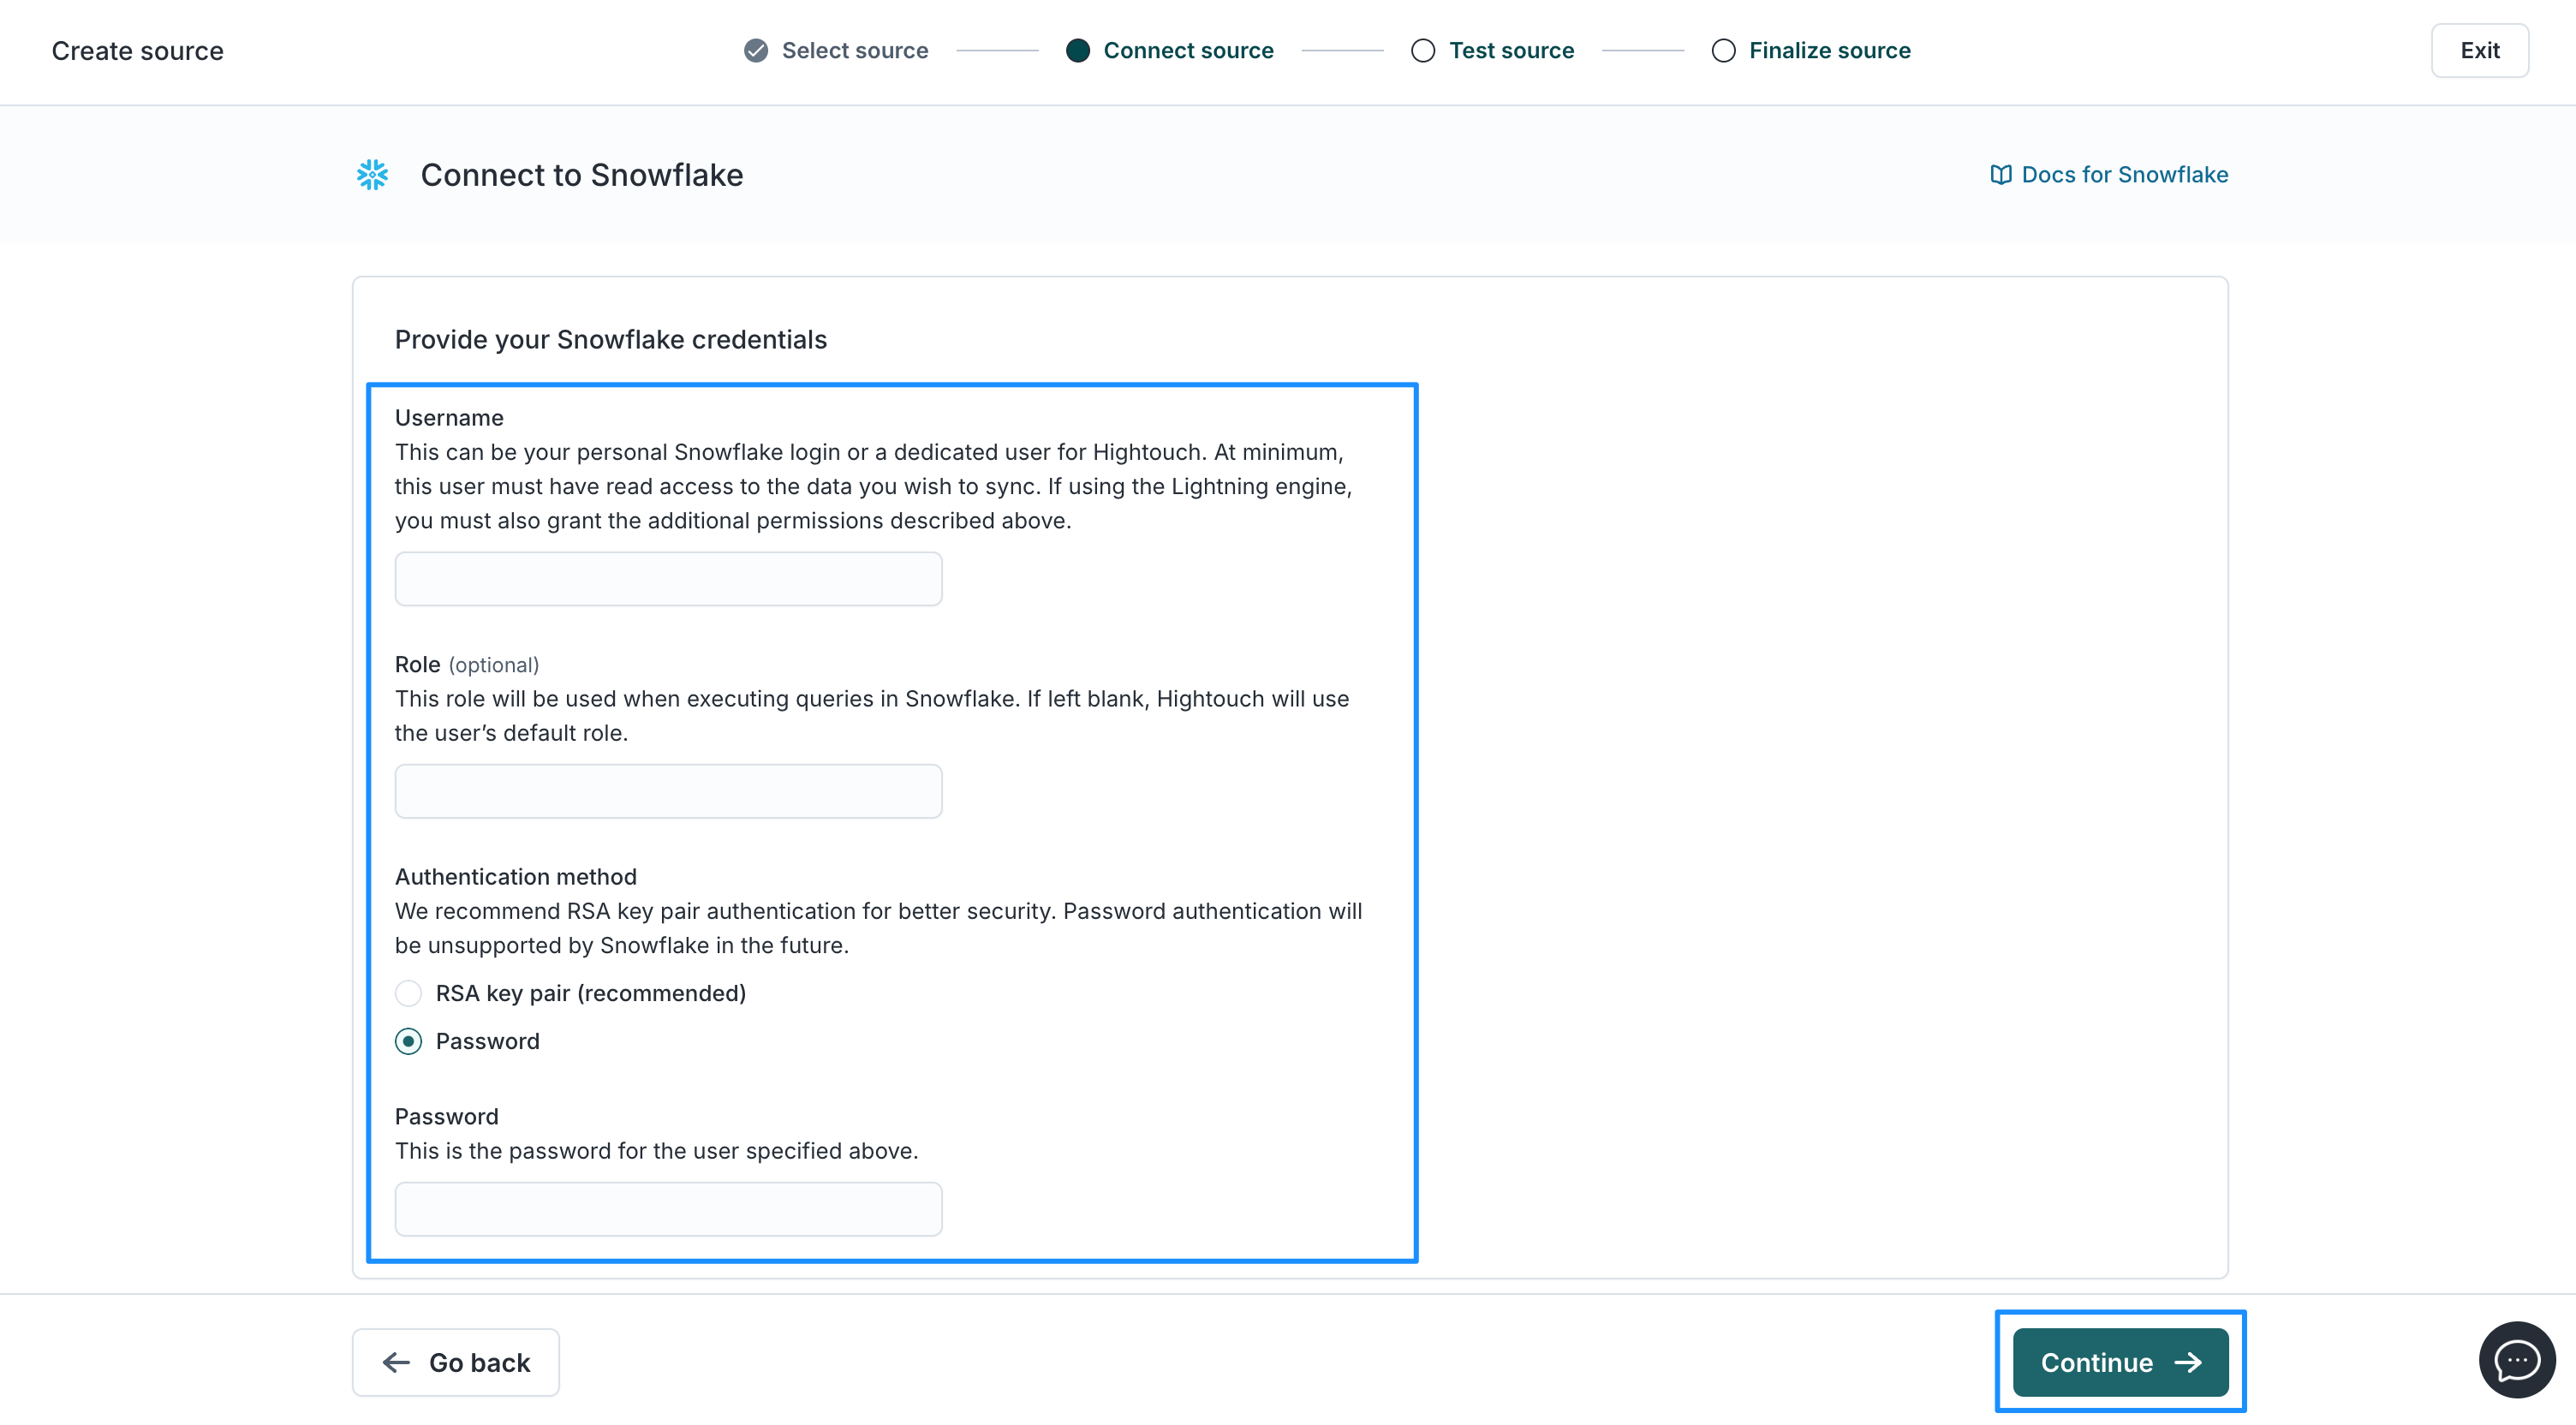 Create source
Select source
Connect source
Test source
Finalize source
Exit
Connect to Snowflake
Docs for Snowflake
Provide your Snowflake credentials
Username
This can be your personal Snowflake login or a dedicated user for Hightouch. At minimum,
this user must have read access to the data you wish to sync. If using the Lightning engine,
you must also grant the additional permissions described above.
Role (optional)
This role will be used when executing queries in Snowflake. If left blank, Hightouch will use
the user’s default role.
Authentication method
We recommend RSA key pair authentication for better security. Password authentication will
be unsupported by Snowflake in the future.
RSA key pair (recommended)
Password
Password
This is the password for the user specified above.
Go back
Continue